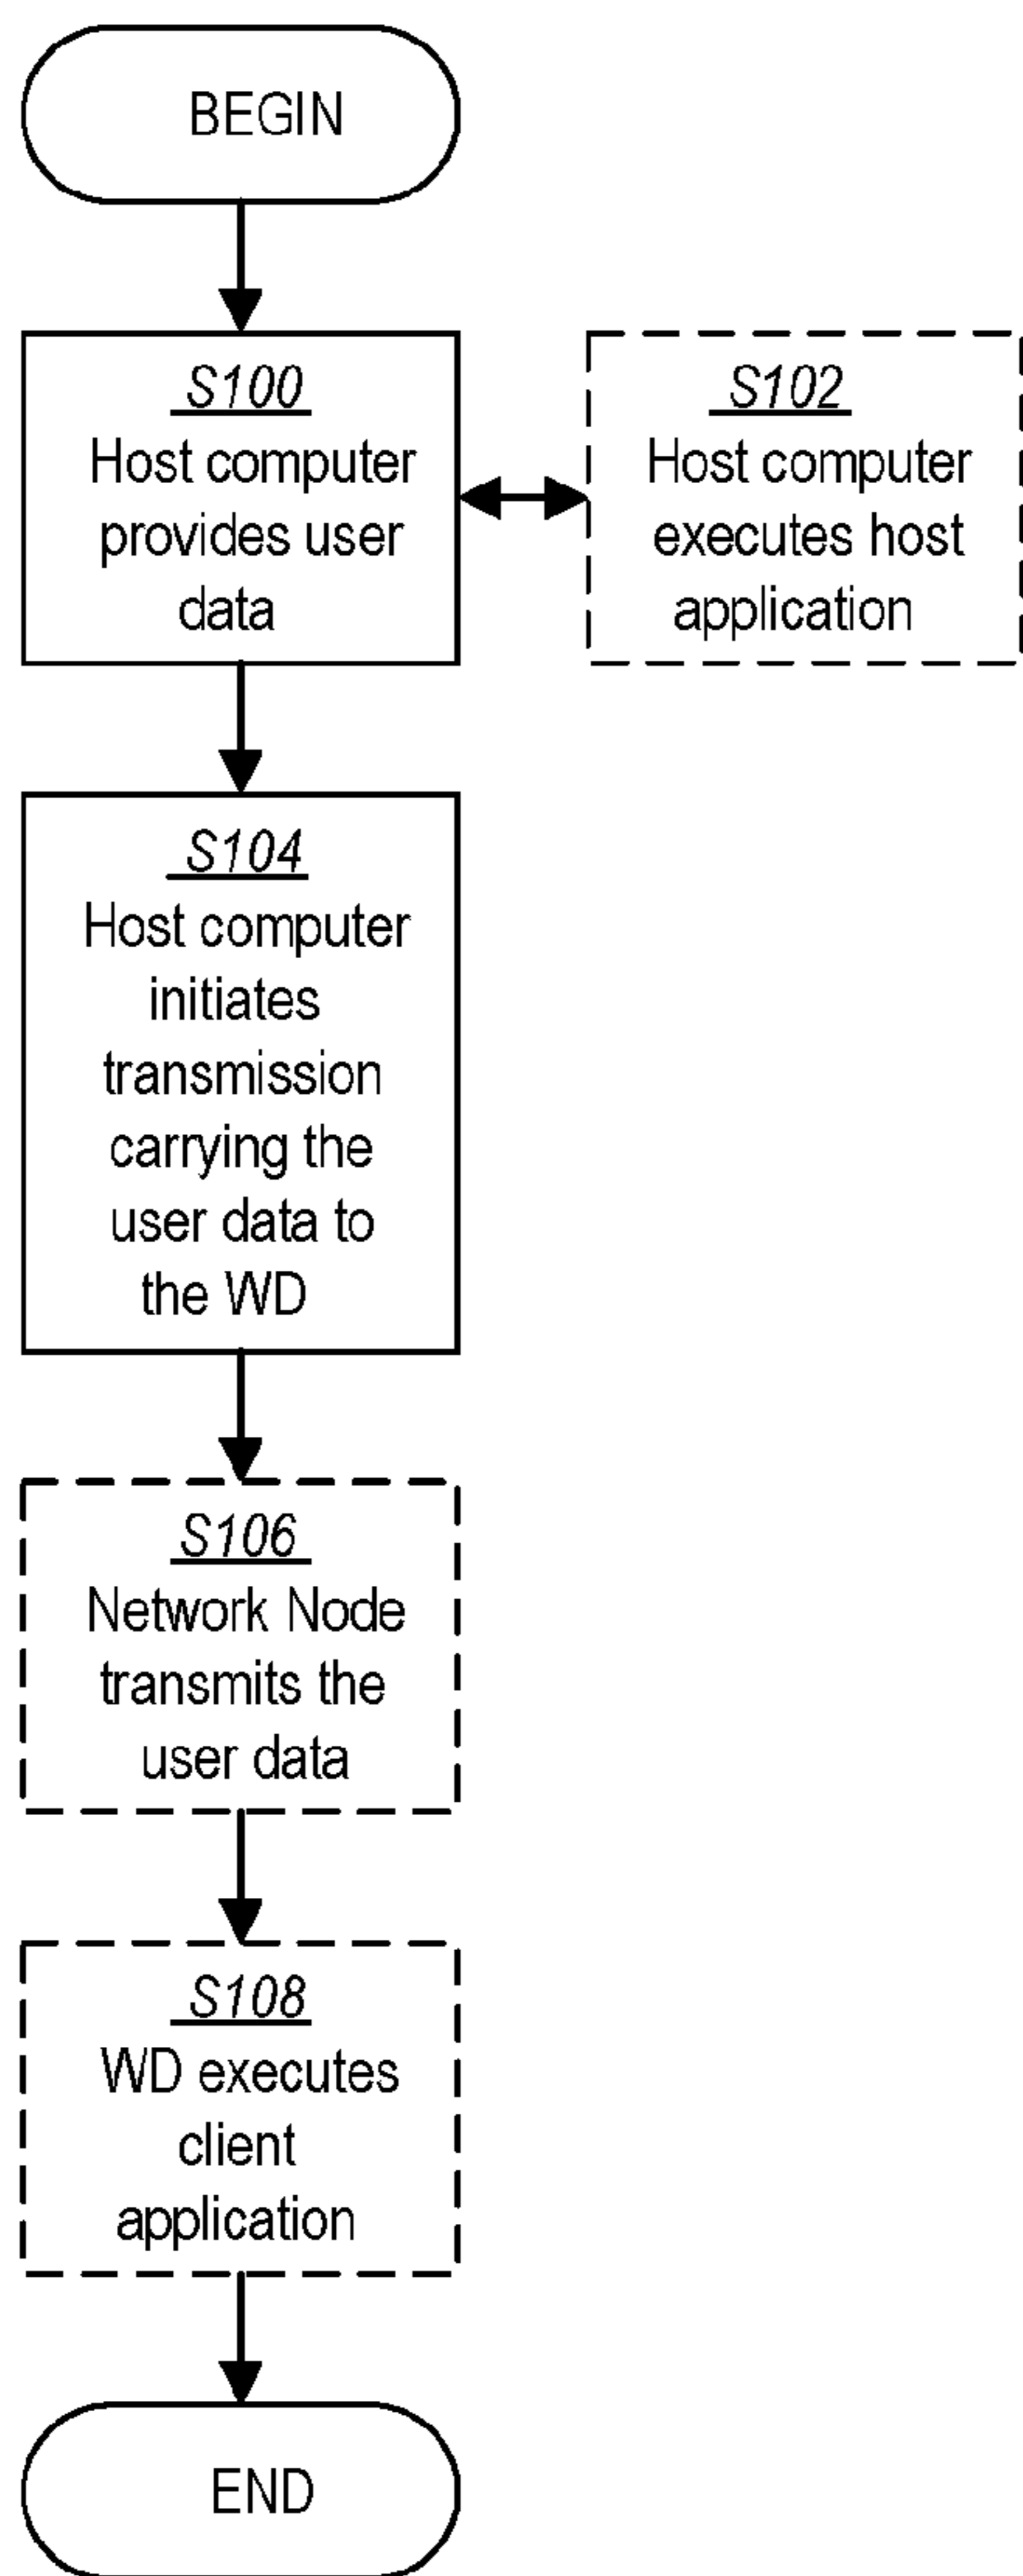 BEGIN
S100
Host computer
provides user
data
S102
Host computer
executes host
application
S104
Host computer
initiates
transmission
carrying the
user data to
the WD
S106
Network Node
transmits the
user data
S108
WD executes
client
application
END